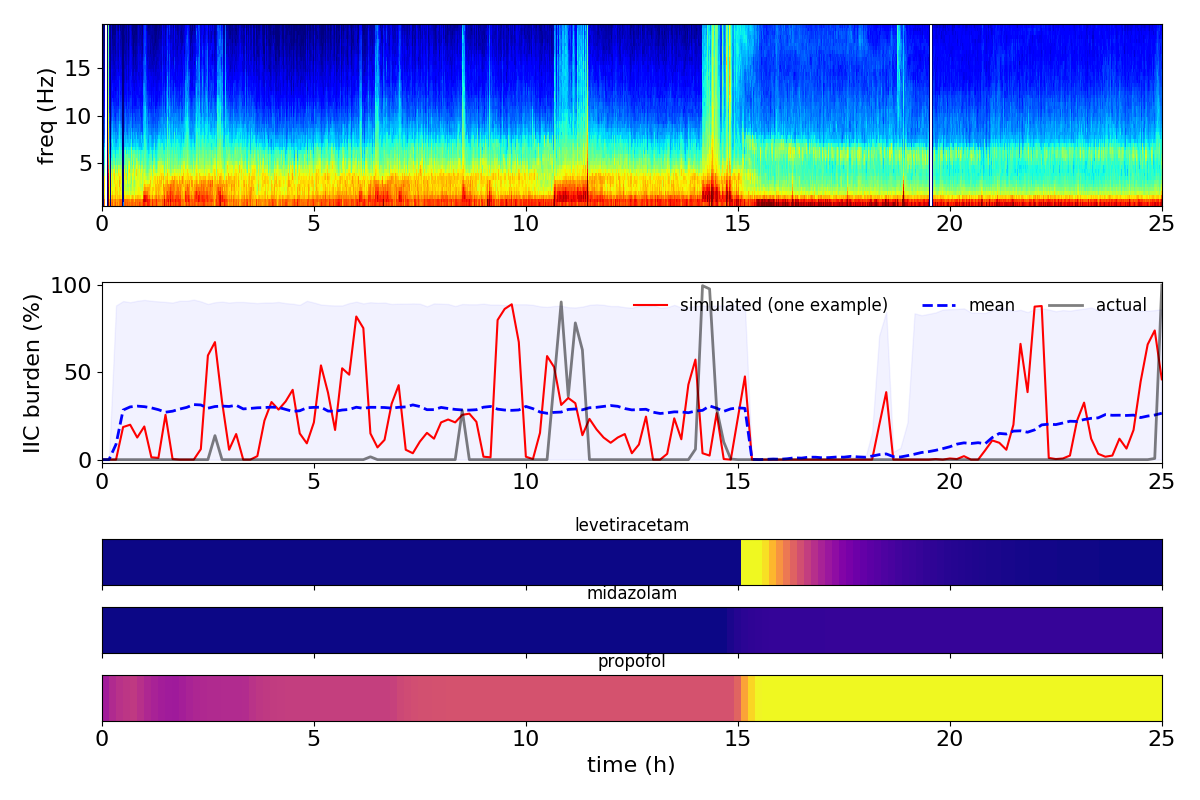 freq (Hz)
15
10
5
0 5 10 15 20 25
IIC burden (%)
100
50
0
simulated (one example) mean actual
0 5 10 15 20 25
levetiracetam
midazolam
propofol
0 5 10 15 20 25
time (h)